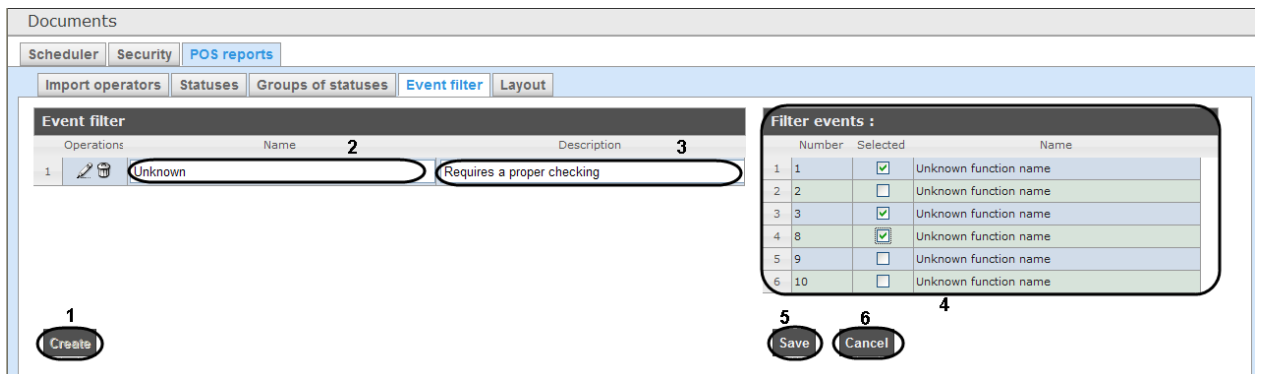 Documents
Scheduler Security POS reports
Import operators Statuses Groups of statuses Event filter Layout
Event filter
Operations Name 2 Description 3
1 Unknown Requires a proper checking
Filter events :
Number Selected Name
1 1 Unknown function name
2 2 Unknown function name
3 3 Unknown function name
4 8 Unknown function name
5 9 Unknown function name
6 10 Unknown function name
4
1
Create
5 6
Save Cancel